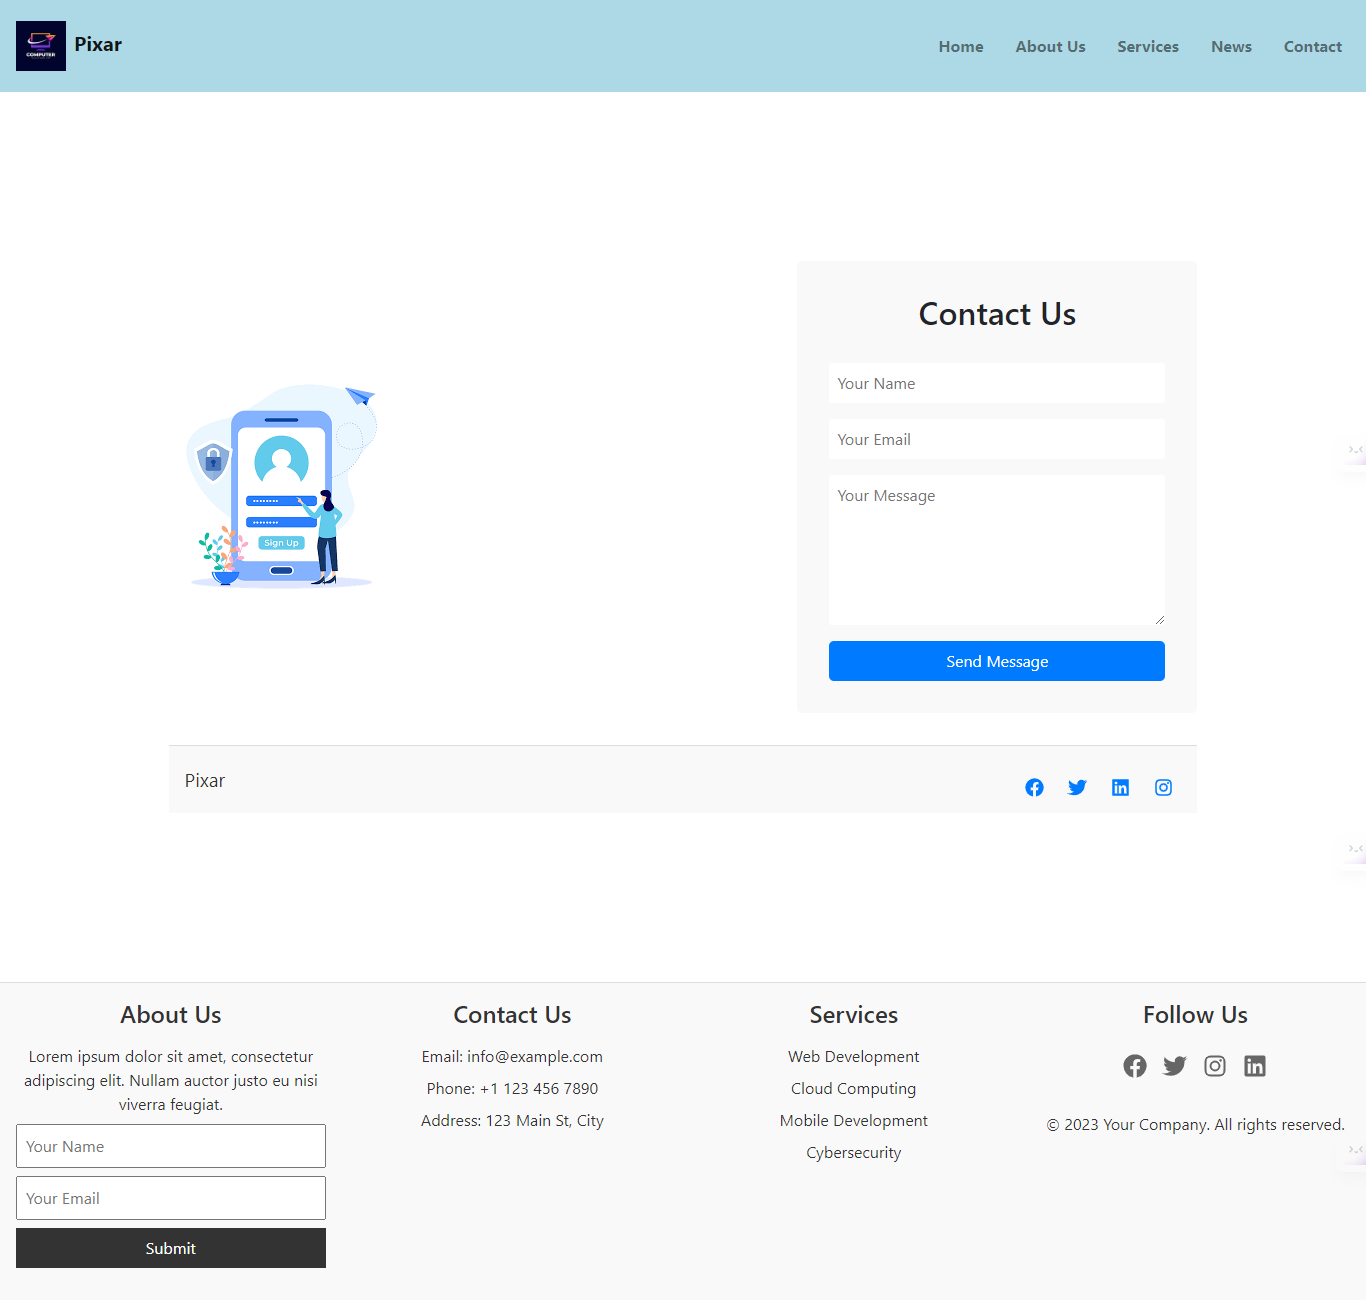 COMPUTER
Pixar
Home
About Us
Services
News
Contact
Contact Us
Your Name
Your Email
Your Message
Send Message
Sign Up
Pixar
About Us
Lorem ipsum dolor sit amet, consectetur
adipiscing elit. Nullam auctor justo eu nisi
viverra feugiat.
Your Name
Your Email
Submit
Contact Us
Email: info@example.com
Phone: +1 123 456 7890
Address: 123 Main St, City
Services
Web Development
Cloud Computing
Mobile Development
Cybersecurity
Follow Us
© 2023 Your Company. All rights reserved.